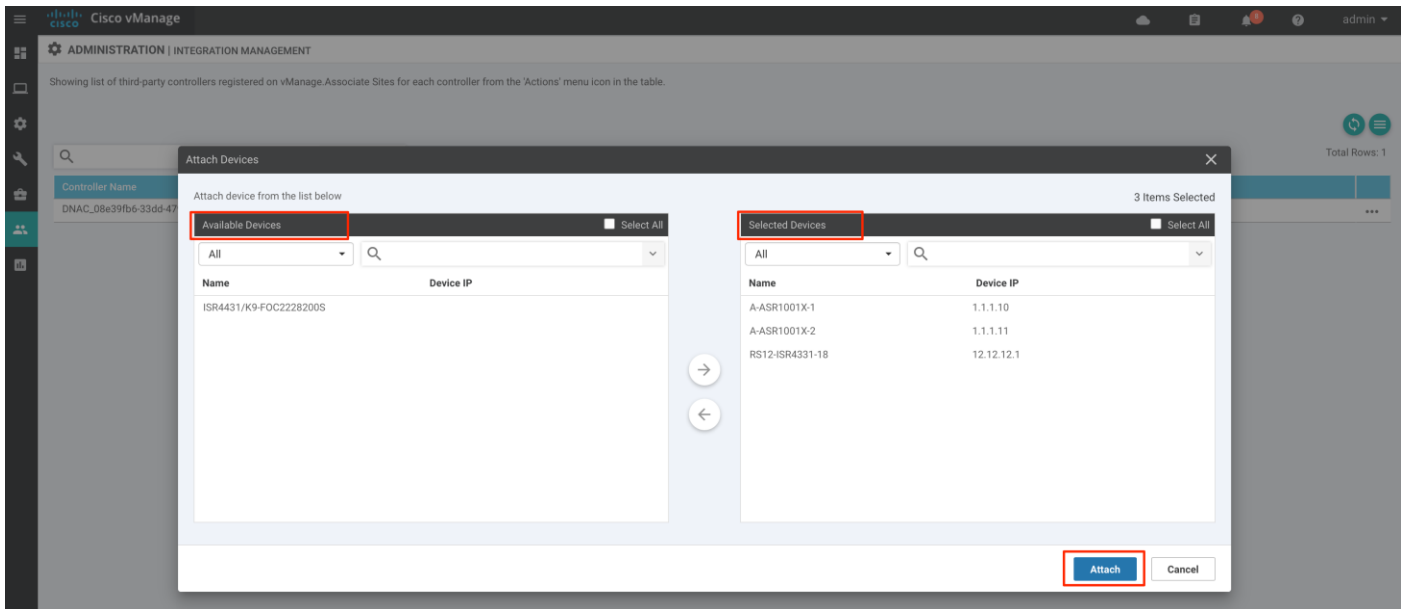 CISCO Cisco vManage admin
ADMINISTRATION | INTEGRATION MANAGEMENT
Showing list of third-party controllers registered on vManage.Associate Sites for each controller from the 'Actions' menu icon in the table.
Total Rows: 1
Controller Name
DNAC_08e39fb6-33dd-47
Attach Devices
Attach device from the list below
3 Items Selected
Available Devices Select All
All
Name Device IP
ISR4431/K9-FOC2228200S
Selected Devices Select All
All
Name Device IP
A-ASR1001X-1 1.1.1.10
A-ASR1001X-2 1.1.1.11
RS12-ISR4331-18 12.12.12.1
Attach Cancel